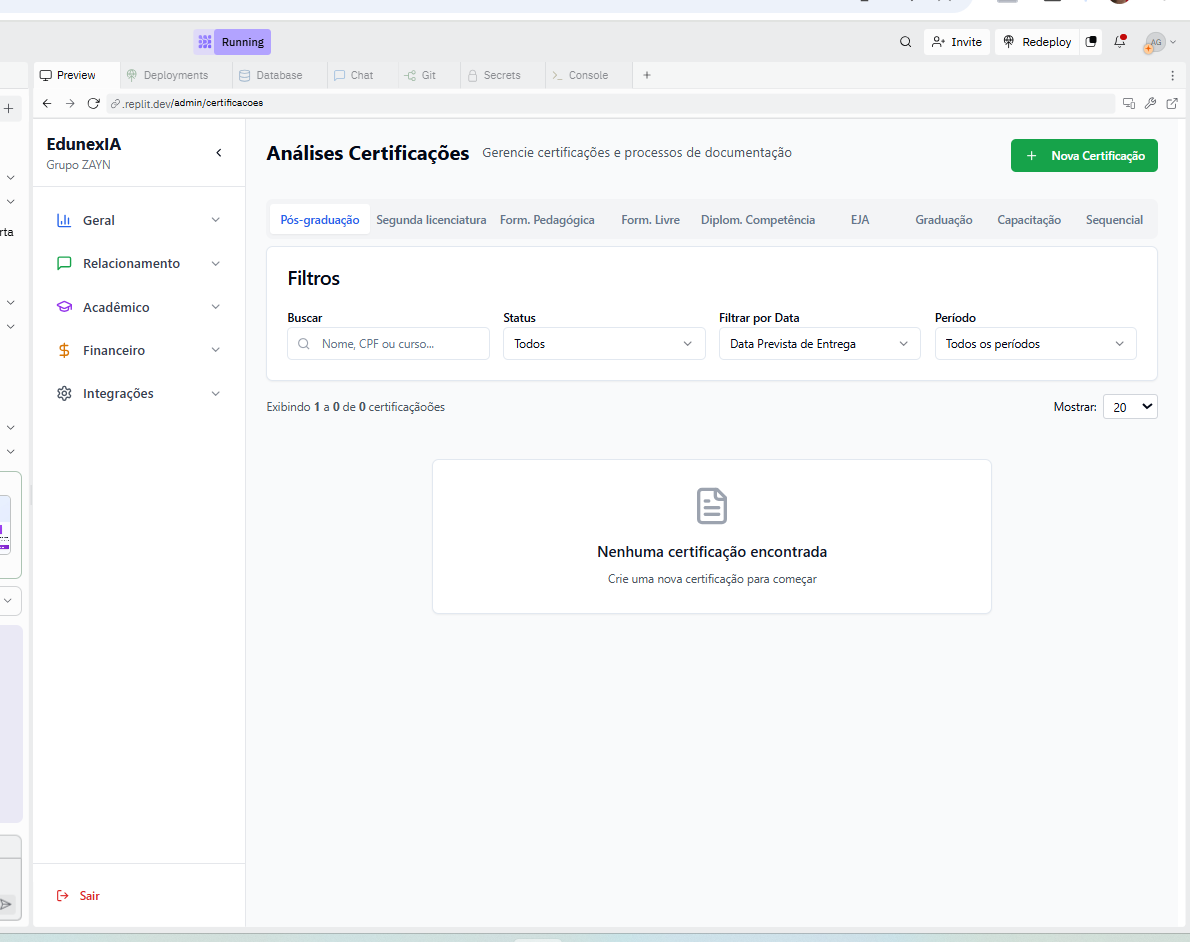 Running
Invite
Redeploy
AG
Preview
Deployments
Database
Chat
Git
Secrets
Console
.replit.dev/admin/certificacoes
rta
EdunexIA
Grupo ZAYN
Geral
Relacionamento
Acadêmico
Financeiro
Integrações
Sair
Análises Certificações
Gerencie certificações e processos de documentação
Nova Certificação
Pós-graduação
Segunda licenciatura
Form. Pedagógica
Form. Livre
Diplom. Competência
EJA
Graduação
Capacitação
Sequencial
Filtros
Buscar
Nome, CPF ou curso...
Status
Todos
Filtrar por Data
Data Prevista de Entrega
Período
Todos os períodos
Exibindo 1 a 0 de 0 certificaçãoões
Mostrar: 20
Nenhuma certificação encontrada
Crie uma nova certificação para começar